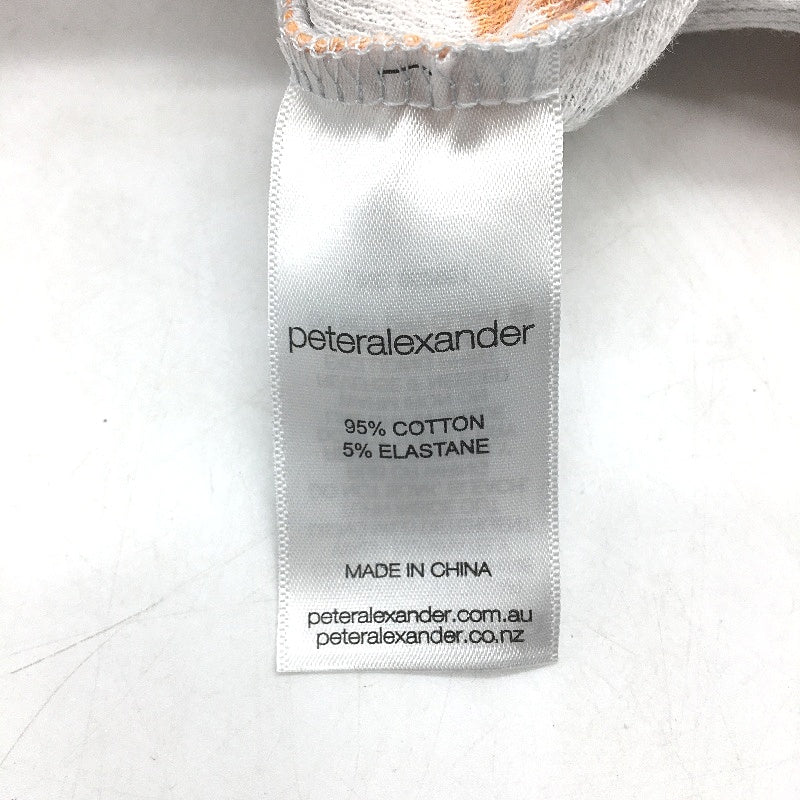 peteralexander
95% COTTON
5% ELASTANE
MADE IN CHINA
peteralexander.com.au
peteralexander.co.nz